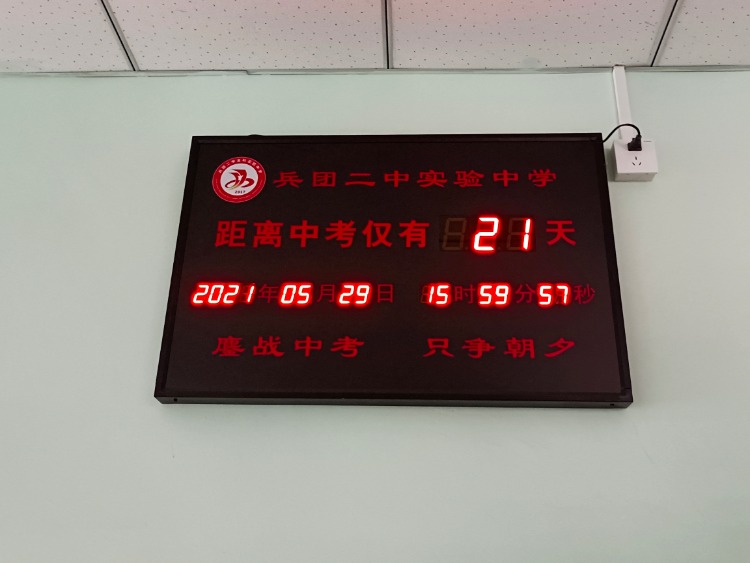 兵团二中实验中学
距离中考仅有 21 天
2021年 05月 29日 15时 59分 57秒
鏖战中考 只争朝夕